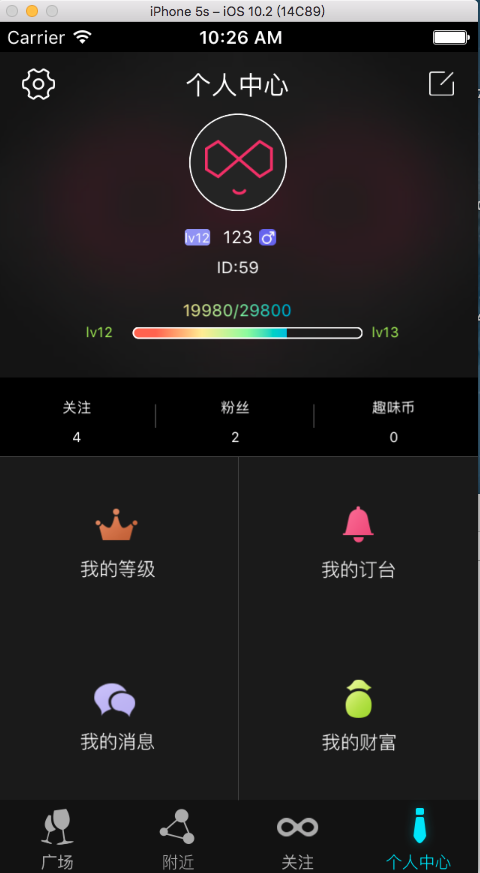 iPhone 5s – iOS 10.2 (14C89)
Carrier 10:26 AM
个人中心
lv12 123
ID:59
19980/29800
lv12 lv13
关注 粉丝 趣味币
4 2 0
我的等级 我的订台
我的消息 我的财富
广场 附近 关注 个人中心